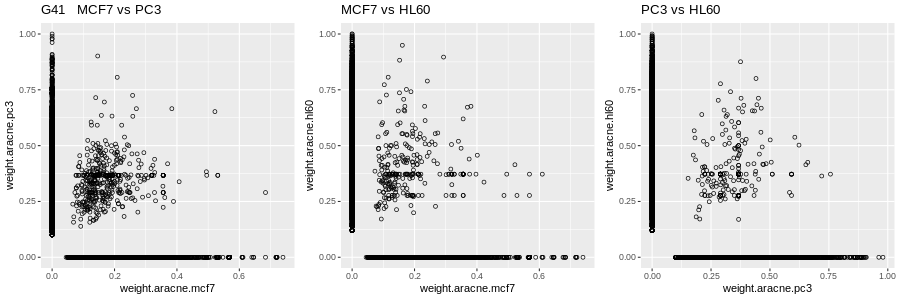 G41 MCF7 vs PC3
weight.aracne.pc3
1.00
0.75
0.50
0.25
0.00
0.0 0.2 0.4 0.6
weight.aracne.mcf7
MCF7 vs HL60
weight.aracne.hl60
1.00
0.75
0.50
0.25
0.00
0.0 0.2 0.4 0.6
weight.aracne.mcf7
PC3 vs HL60
weight.aracne.hl60
1.00
0.75
0.50
0.25
0.00
0.00 0.25 0.50 0.75 1.00
weight.aracne.pc3